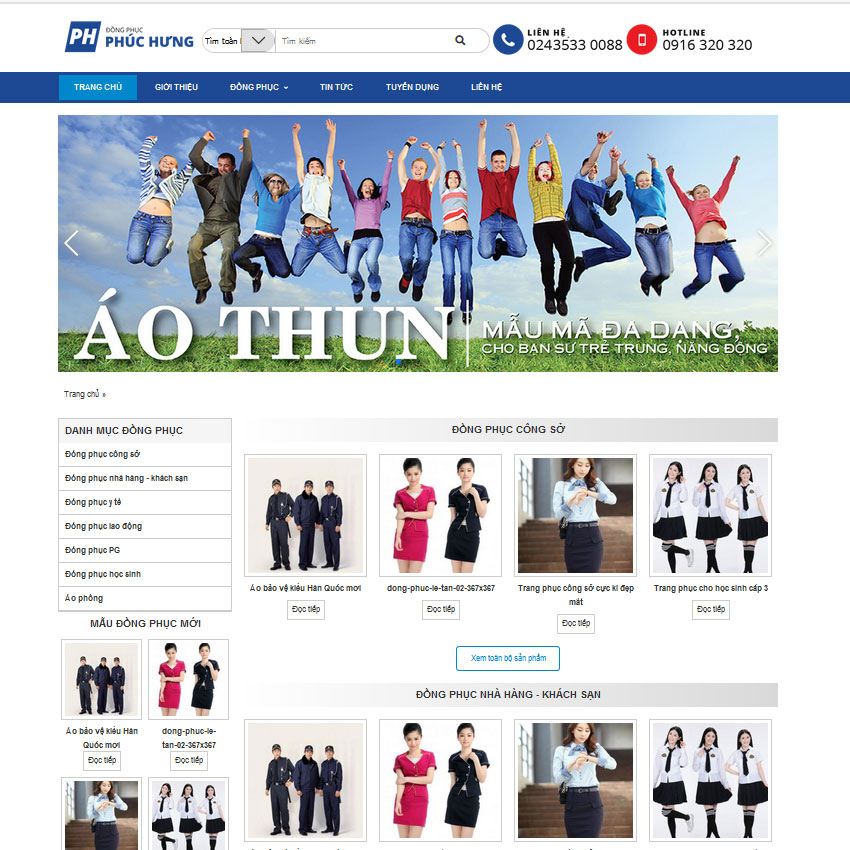 PH
ĐỒNG PHỤC
PHÚC HƯNG
Tìm toàn
Tìm kiếm
LIÊN HỆ
0243533 0088
HOTLINE
0916 320 320
TRANG CHỦ
GIỚI THIỆU
ĐỒNG PHỤC
TIN TỨC
TUYỂN DỤNG
LIÊN HỆ
ÁO THUN
MẪU MÃ ĐA DẠNG,
CHO BẠN SỰ TRẺ TRUNG, NĂNG ĐỘNG
Trang chủ »
DANH MỤC ĐỒNG PHỤC
Đồng phục công sở
Đồng phục nhà hàng - khách sạn
Đồng phục y tế
Đồng phục lao động
Đồng phục PG
Đồng phục học sinh
Áo phông
MẪU ĐỒNG PHỤC MỚI
Áo bảo vệ kiểu Hàn
Quốc mới
Đọc tiếp
dong-phuc-le-
tan-02-367x367
Đọc tiếp
ĐỒNG PHỤC CÔNG SỞ
Áo bảo vệ kiểu Hàn Quốc mới
Đọc tiếp
dong-phuc-le-tan-02-367x367
Đọc tiếp
Trang phục công sở cực kì đẹp
mắt
Đọc tiếp
Trang phục cho học sinh cấp 3
Đọc tiếp
Xem toàn bộ sản phẩm
ĐỒNG PHỤC NHÀ HÀNG - KHÁCH SẠN